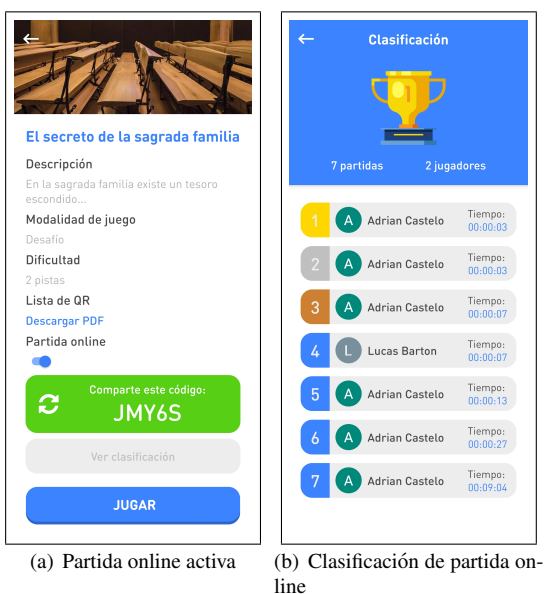 El secreto de la sagrada familia
Descripción
En la sagrada familia existe un tesoro
escondido...
Modalidad de juego
Desafío
Dificultad
2 pistas
Lista de QR
Descargar PDF
Partida online
Comparte este código:
JMY6S
Ver clasificación
JUGAR
(a) Partida online activa
Clasificación
1
7 partidas 2 jugadores
1 A Adrian Castelo Tiempo: 00:00:03
2 A Adrian Castelo Tiempo: 00:00:03
3 A Adrian Castelo Tiempo: 00:00:07
4 L Lucas Barton Tiempo: 00:00:07
5 A Adrian Castelo Tiempo: 00:00:13
6 A Adrian Castelo Tiempo: 00:00:27
7 A Adrian Castelo Tiempo: 00:09:04
(b) Clasificación de partida on-
line